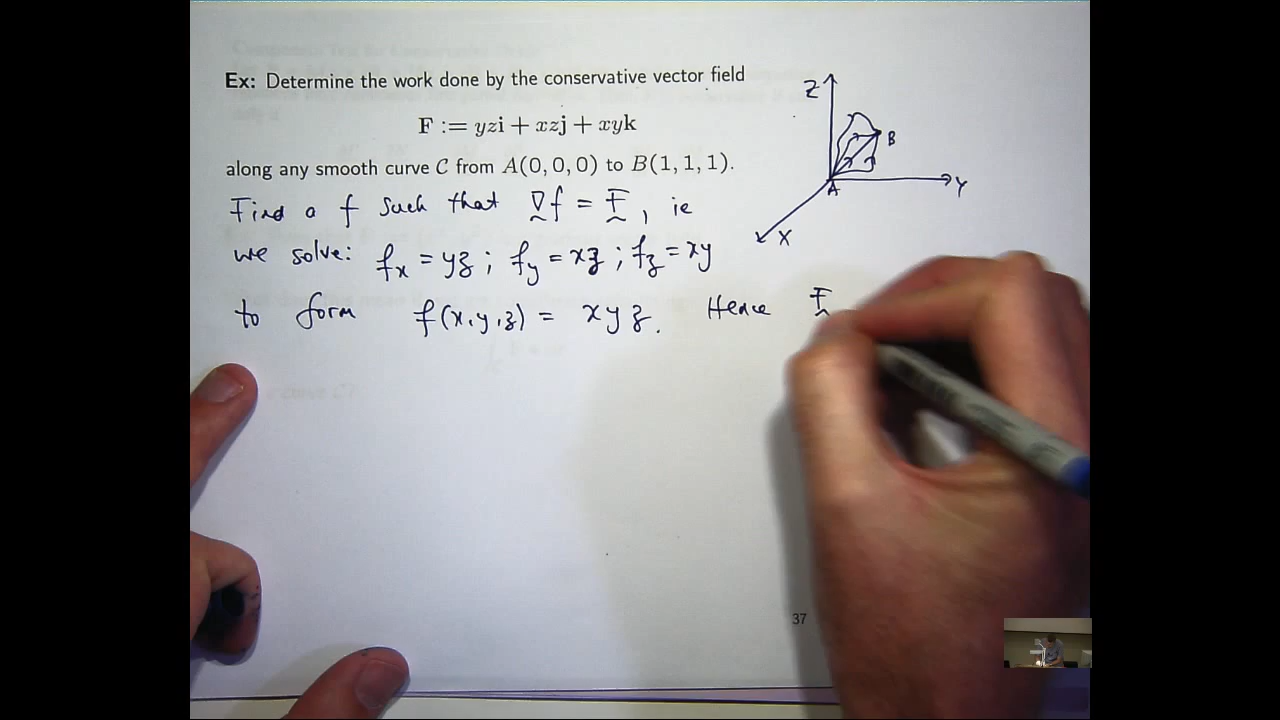 Ex: Determine the work done by the conservative vector field
F := yzi + xzj + xyk
along any smooth curve C from A(0, 0, 0) to B(1, 1, 1).
Find a f such that ∇f = F, ie
we solve: fx = yz ; fy = xz ; fz = xy
to form f(x,y,z) = xyz. Hence F
Z
B
A
Y
X
37